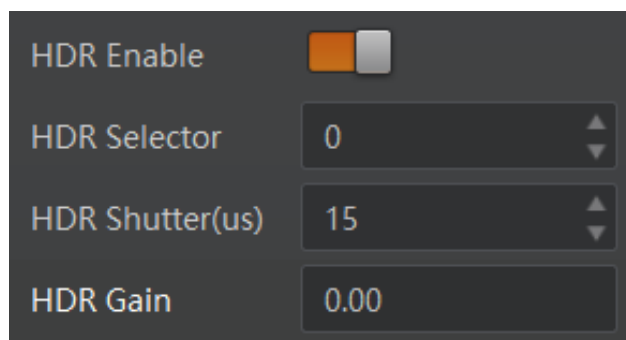 HDR Enable
HDR Selector 0
HDR Shutter(us) 15
HDR Gain 0.00